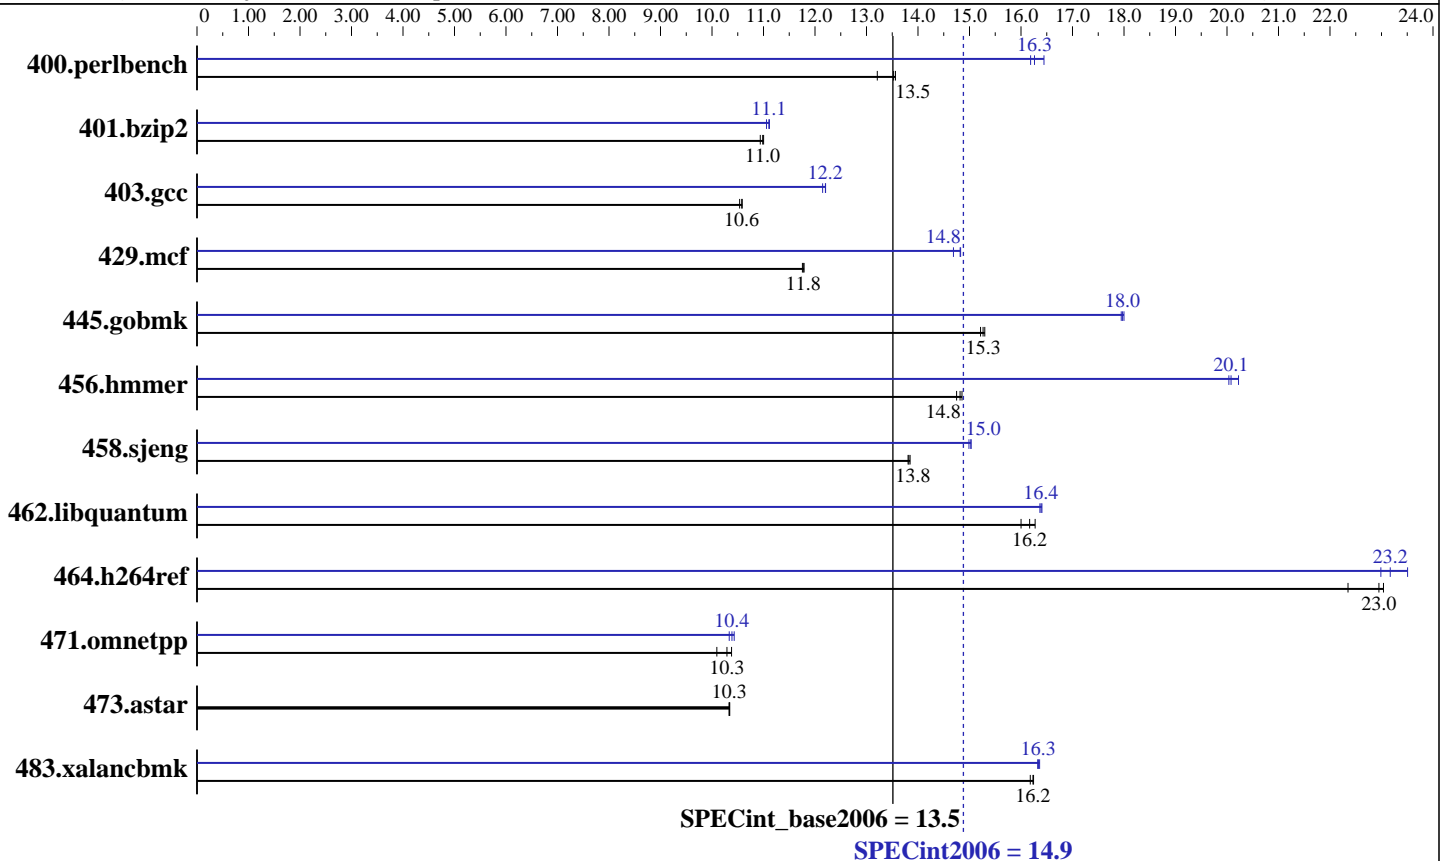 0 1.00 2.00 3.00 4.00 5.00 6.00 7.00 8.00 9.00 10.0 11.0 12.0 13.0 14.0 15.0 16.0 17.0 18.0 19.0 20.0 21.0 22.0 24.0
16.3
400.perlbench
13.5
11.1
401.bzip2
11.0
12.2
403.gcc
10.6
14.8
429.mcf
11.8
18.0
445.gobmk
15.3
20.1
456.hmmer
14.8
15.0
458.sjeng
13.8
16.4
462.libquantum
16.2
23.2
464.h264ref
23.0
10.4
471.omnetpp
10.3
10.3
473.astar
16.3
483.xalancbmk
16.2
SPECint_base2006 = 13.5
SPECint2006 = 14.9